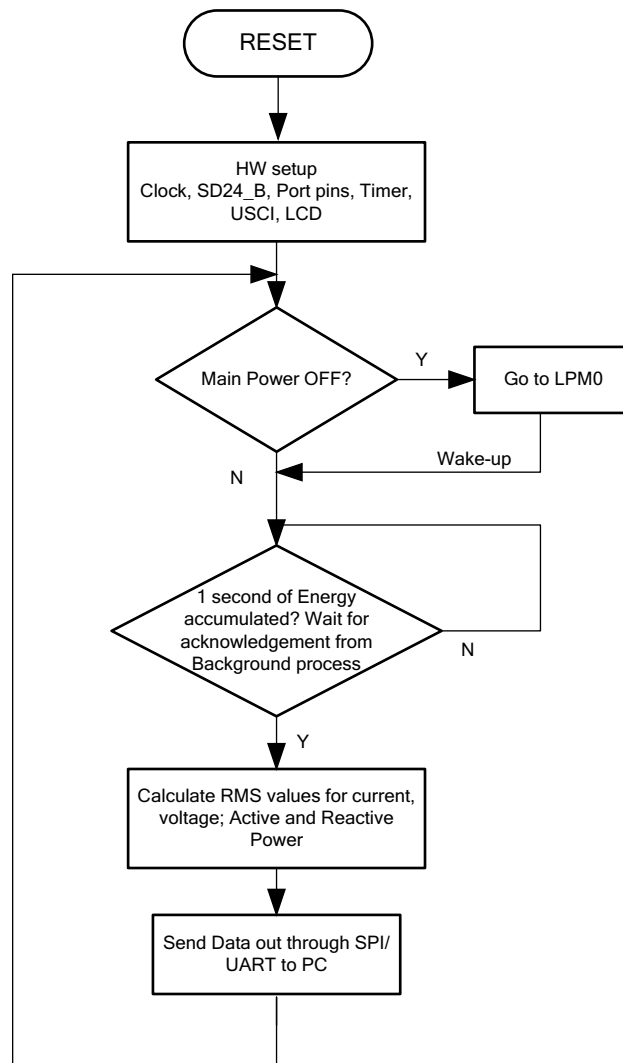 RESET
HW setup
Clock, SD24_B, Port pins, Timer,
USCI, LCD
Main Power OFF?
Y
Go to LPM0
Wake-up
N
1 second of Energy
accumulated? Wait for
acknowledgement from
Background process
N
Y
Calculate RMS values for current,
voltage; Active and Reactive
Power
Send Data out through SPI/
UART to PC